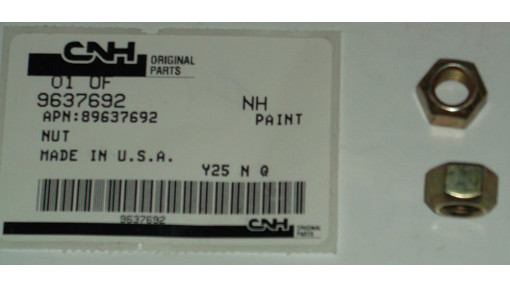 CNH ORIGINAL
PARTS
01 OF
9637692 NH
APN:89637692 PAINT
NUT
MADE IN U.S.A.
Y25 N Q
9637692
CNH ORIGINAL
PARTS